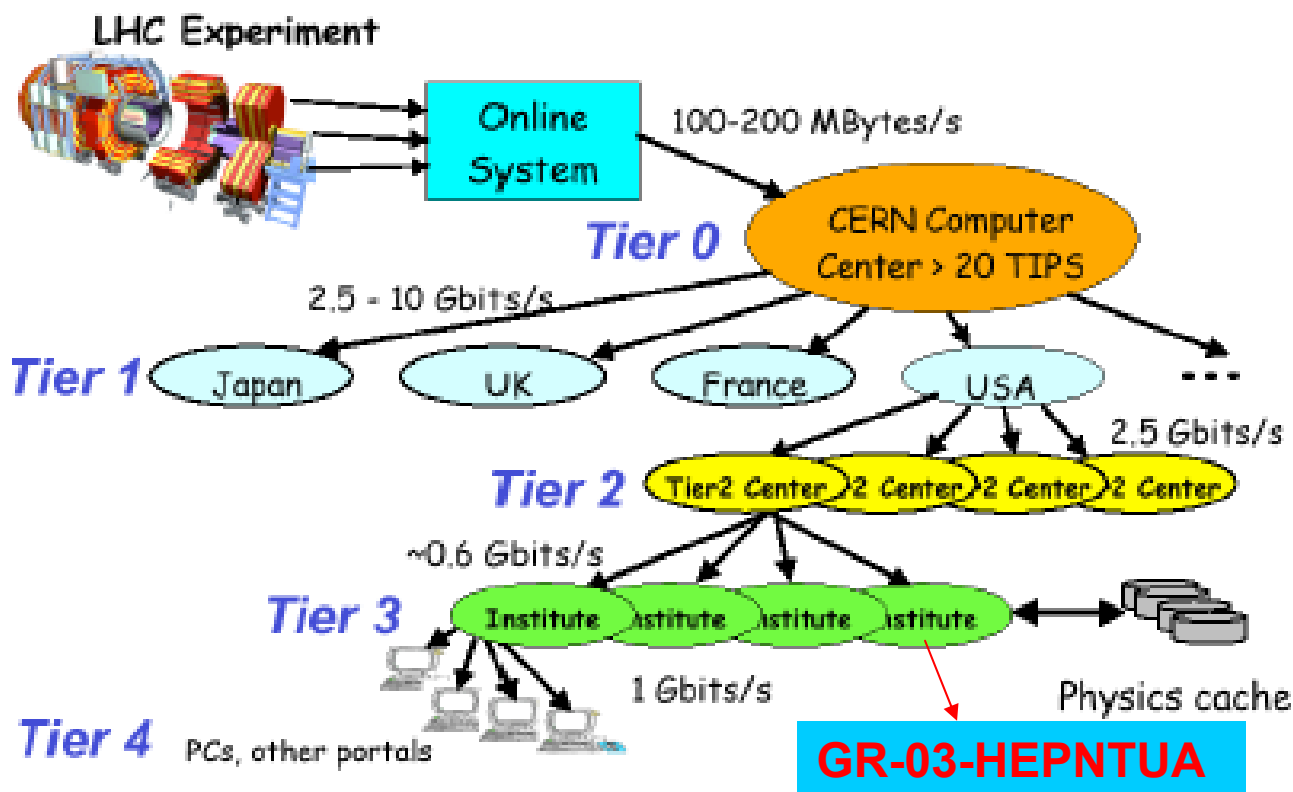 LHC Experiment
Online
System
100-200 MBytes/s
Tier 0
CERN Computer
Center > 20 TIPS
2.5 - 10 Gbits/s
Tier 1
Japan
UK
France
USA
...
2.5 Gbits/s
Tier 2
Tier2 Center
2 Center
2 Center
2 Center
~0.6 Gbits/s
Tier 3
Institute
nstitute
nstitute
nstitute
1 Gbits/s
Physics cache
Tier 4
PCs, other portals
GR-03-HEPNTUA